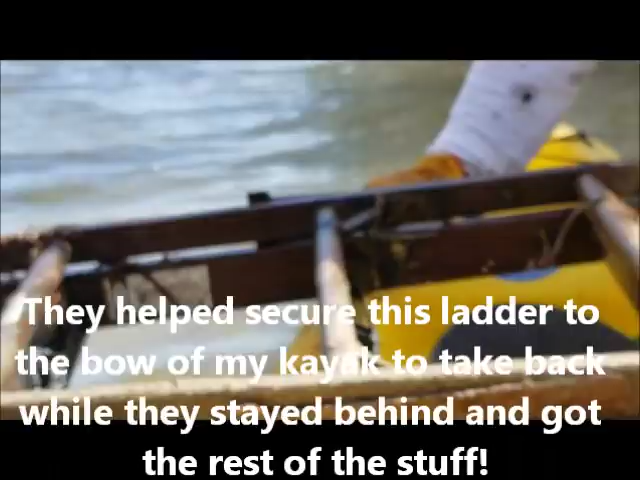 They helped secure this ladder to
the bow of my kayak to take back
while they stayed behind and got
the rest of the stuff!